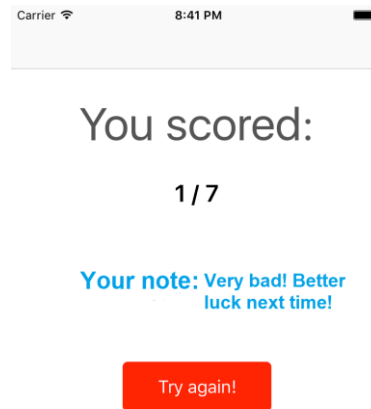 Carrier 8:41 PM
You scored:
1 / 7
Your note: Very bad! Better
luck next time!
Try again!